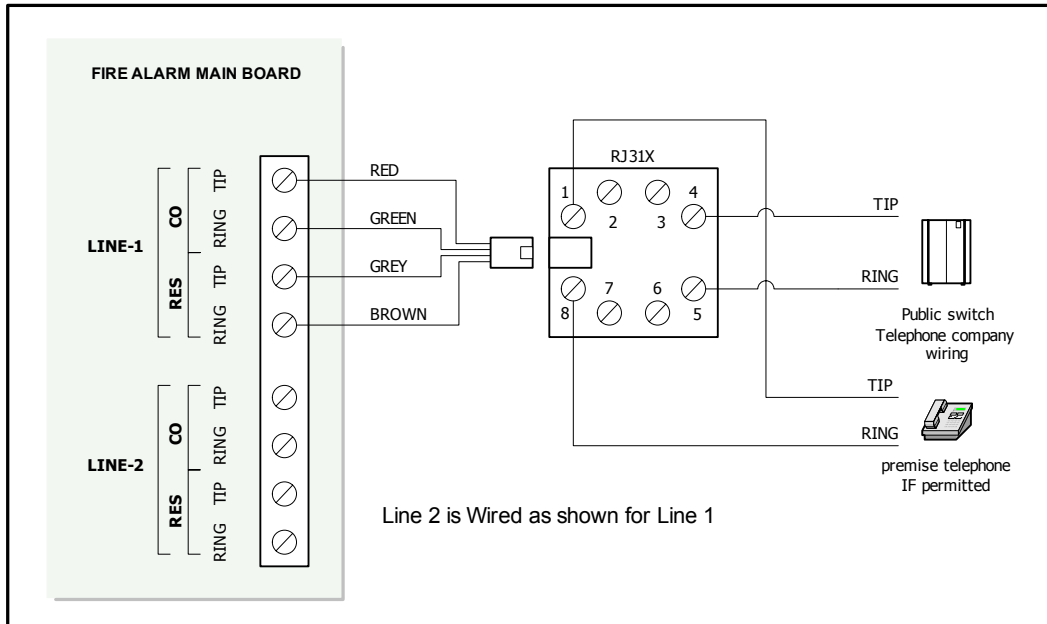 FIRE ALARM MAIN BOARD
LINE-1
CO
TIP
RING
RES
TIP
RING
RED
GREEN
GREY
BROWN
LINE-2
CO
TIP
RING
RES
TIP
RING
RJ31X
1
2
3
4
8
7
6
5
TIP
RING
Public switch
Telephone company
wiring
TIP
RING
premise telephone
IF permitted
Line 2 is Wired as shown for Line 1